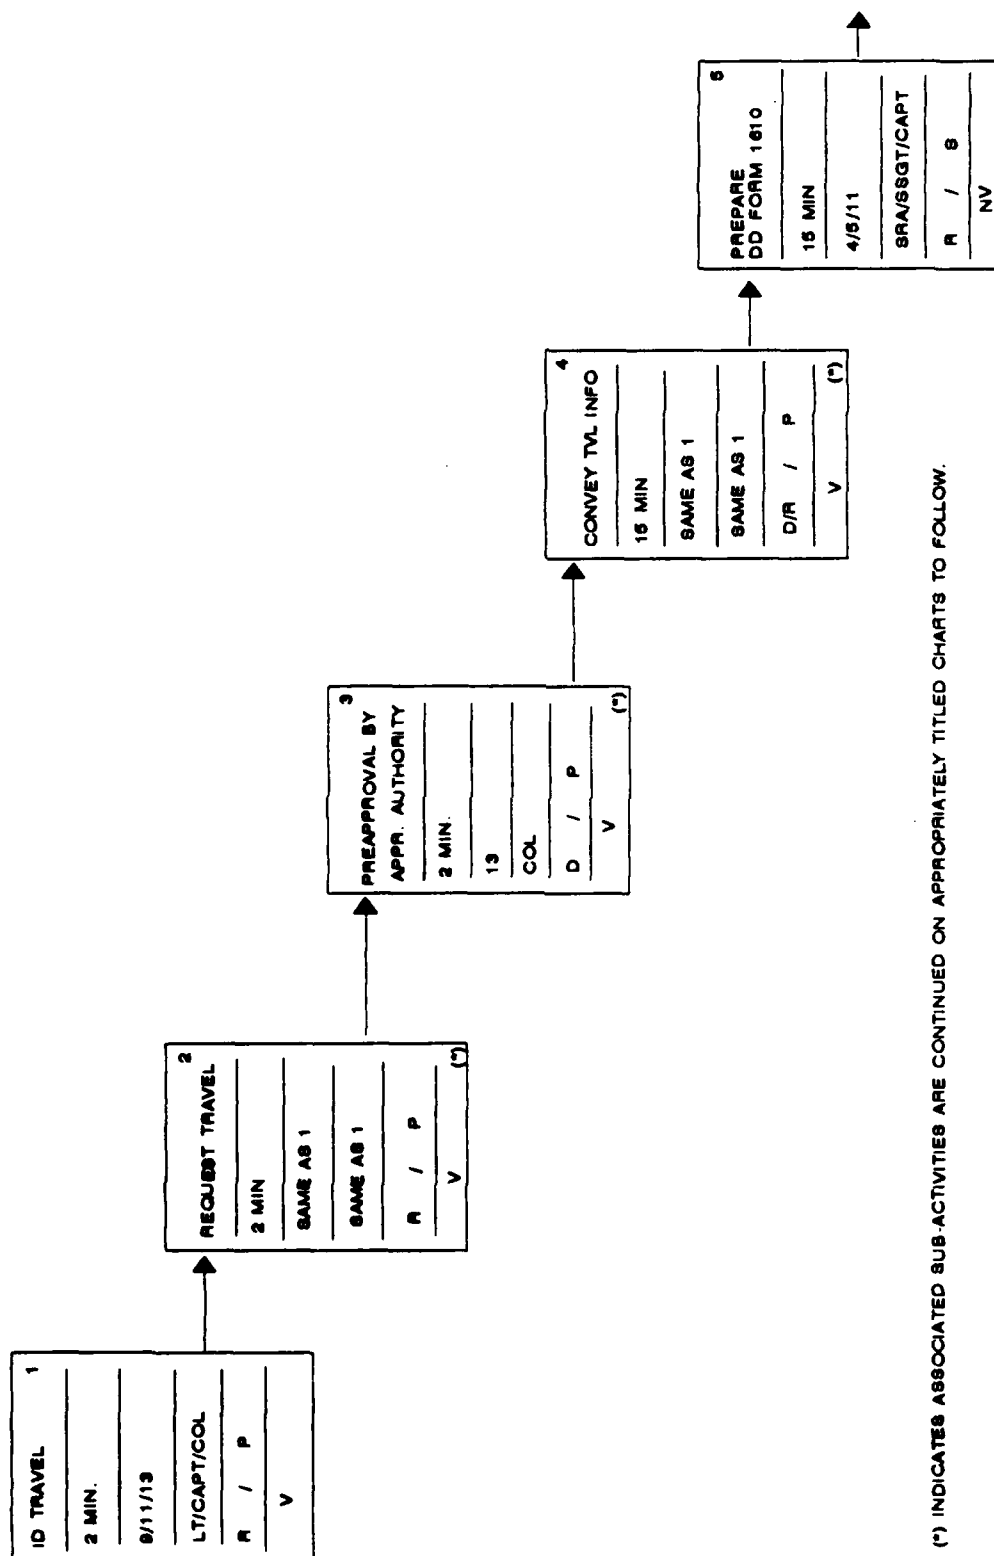 ID TRAVEL 1
2 MIN.
9/11/13
LT/CAPT/COL
R / P
V
REQUEST TRAVEL 2
2 MIN
SAME AS 1
SAME AS 1
R / P
V (*)
PREAPPROVAL BY 3
APPR. AUTHORITY
2 MIN.
13
COL
D / P
V (*)
CONVEY TVL INFO 4
15 MIN
SAME AS 1
SAME AS 1
D/R / P
V (*)
PREPARE 5
DD FORM 1610
15 MIN
4/5/11
SRA/SSGT/CAPT
R / S
NV
(*) INDICATES ASSOCIATED SUB-ACTIVITIES ARE CONTINUED ON APPROPRIATELY TITLED CHARTS TO FOLLOW.